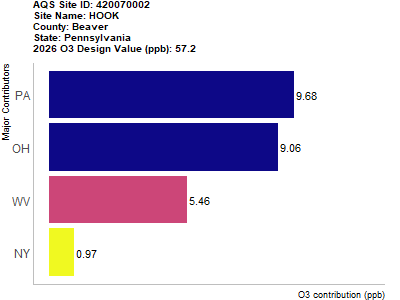 AQS Site ID: 420070002
Site Name: HOOK
County: Beaver
State: Pennsylvania
2026 O3 Design Value (ppb): 57.2
Major Contributors
PA
9.68
OH
9.06
WV
5.46
NY
0.97
O3 contribution (ppb)